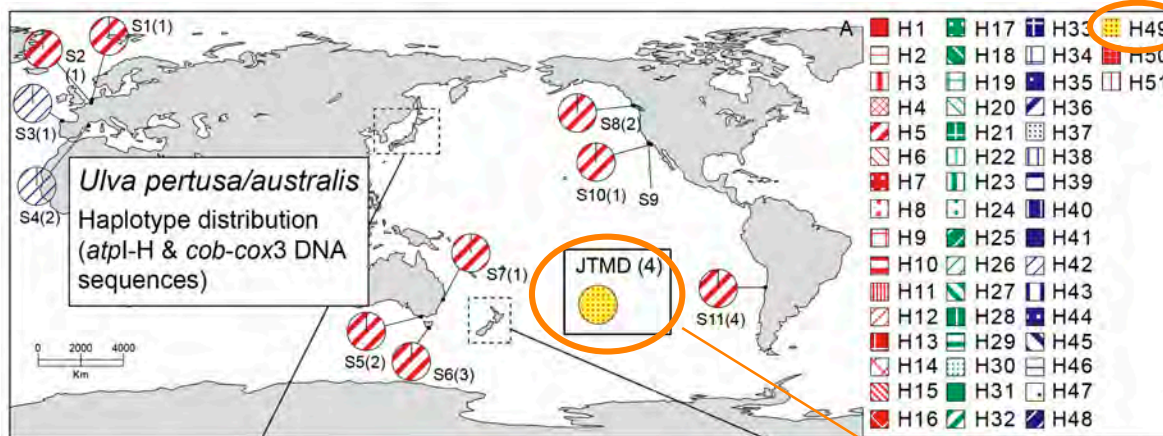 S1(1)
S2
(1)
S3(1)
S4(2)
Ulva pertusa/australis
Haplotype distribution
(atpI-H & cob-cox3 DNA
sequences)
0 2000 4000
Km
S5(2)
S6(3)
S7(1)
S8(2)
S10(1)
S9
JTMD (4)
S11(4)
A
H1
H2
H3
H4
H5
H6
H7
H8
H9
H10
H11
H12
H13
H14
H15
H16
H17
H18
H19
H20
H21
H22
H23
H24
H25
H26
H27
H28
H29
H30
H31
H32
H33
H34
H35
H36
H37
H38
H39
H40
H41
H42
H43
H44
H45
H46
H47
H48
H49
H50
H51